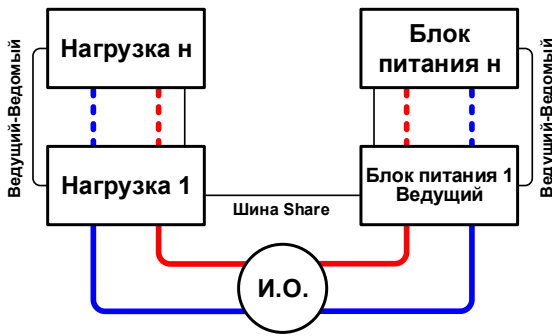 Ведущий-Ведомый
Нагрузка н
Блок
питания н
Ведущий-Ведомый
Нагрузка 1
Блок питания 1
Ведущий
Шина Share
И.О.